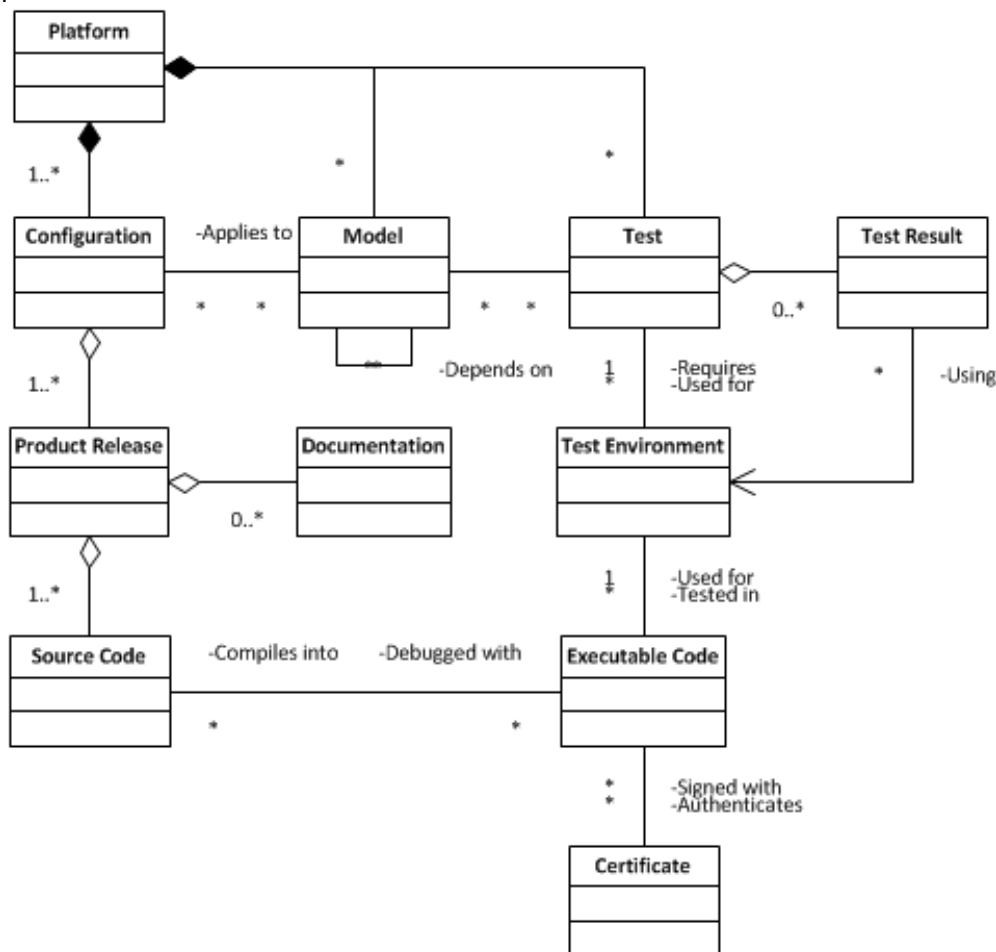 Platform
1..*
*
*
Configuration
-Applies to
Model
Test
Test Result
*
*
*
*
0..*
**
-Depends on
1
*
-Requires
-Used for
*
-Using
1..*
Product Release
Documentation
Test Environment
0..*
1..*
1
*
-Used for
-Tested in
Source Code
-Compiles into
-Debugged with
Executable Code
*
*
*
*
-Signed with
-Authenticates
Certificate